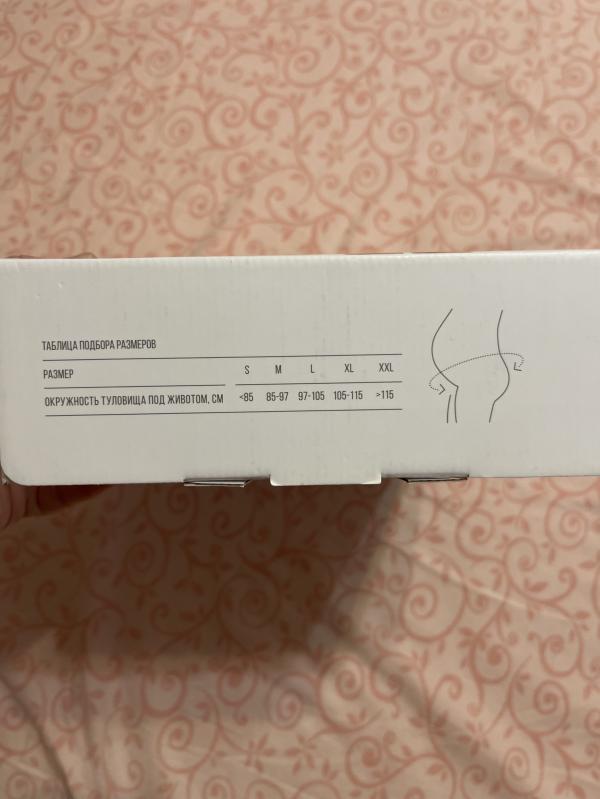 ТАБЛИЦА ПОДБОРА РАЗМЕРОВ
РАЗМЕР S M L XL XXL
ОКРУЖНОСТЬ ТУЛОВИЩА ПОД ЖИВОТОМ, СМ <85 85-97 97-105 105-115 >115